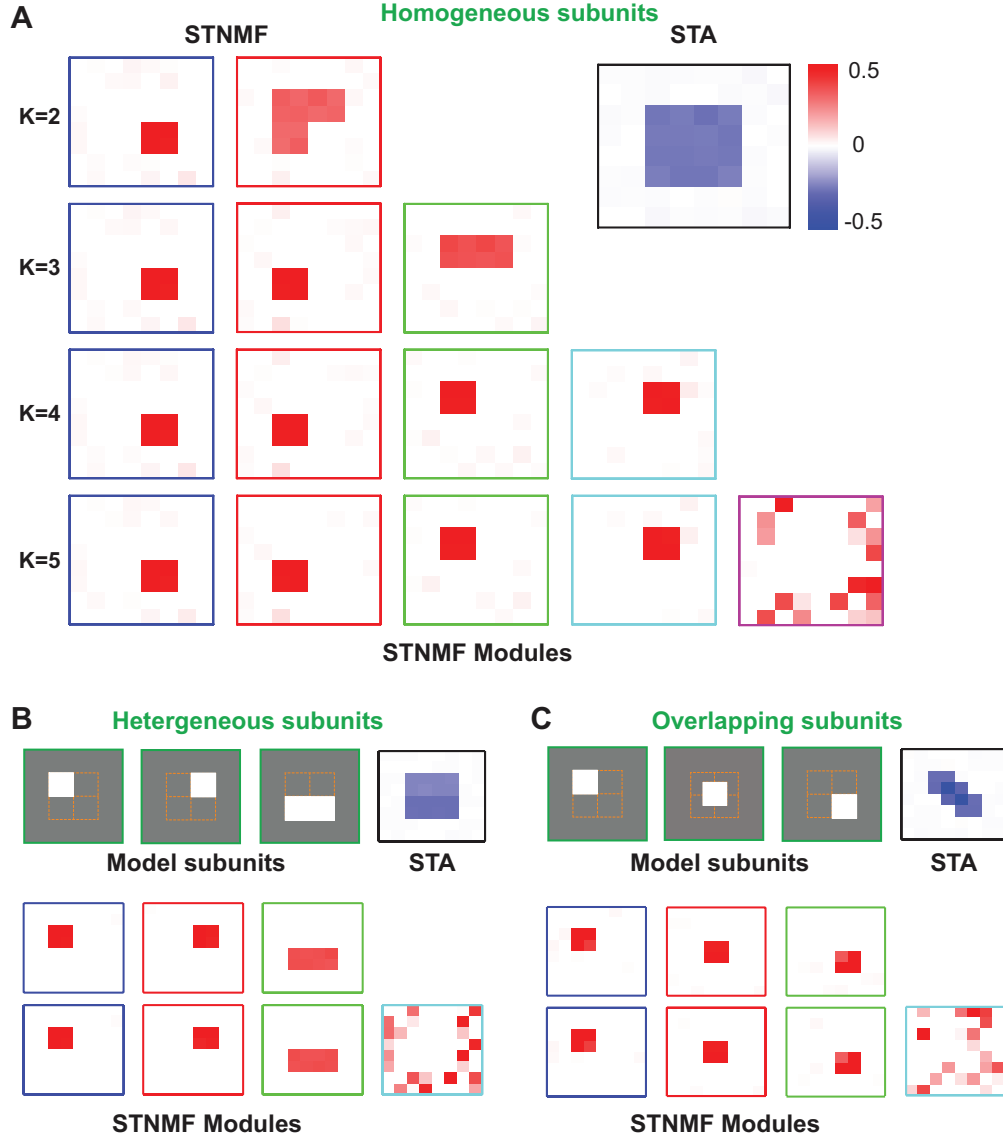 A
Homogeneous subunits
STNMF
STA
K=2
0.5
0
-0.5
K=3
K=4
K=5
STNMF Modules
B
Hetergeneous subunits
Model subunits
STA
STNMF Modules
C
Overlapping subunits
Model subunits
STA
STNMF Modules